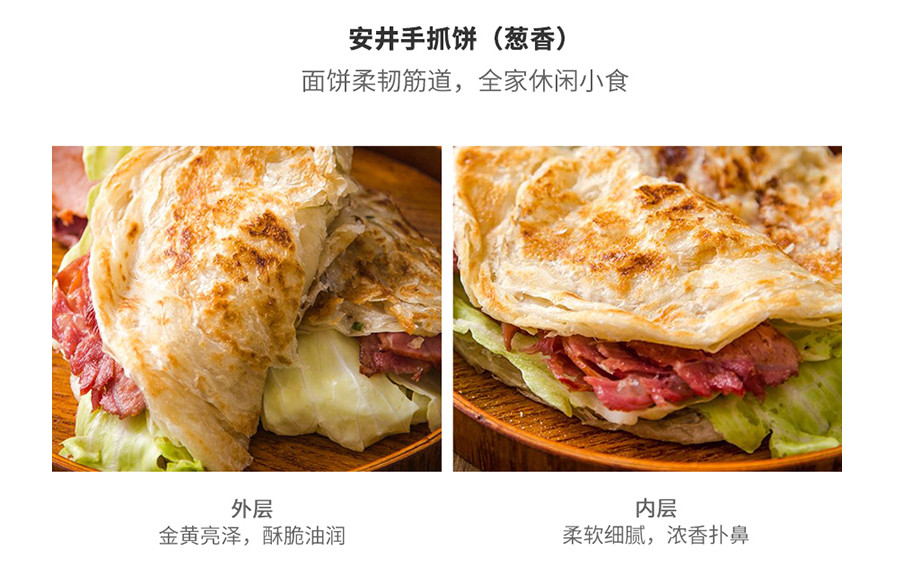 安井手抓饼（葱香）
面饼柔韧筋道，全家休闲小食
外层
金黄亮泽，酥脆油润
内层
柔软细腻，浓香扑鼻